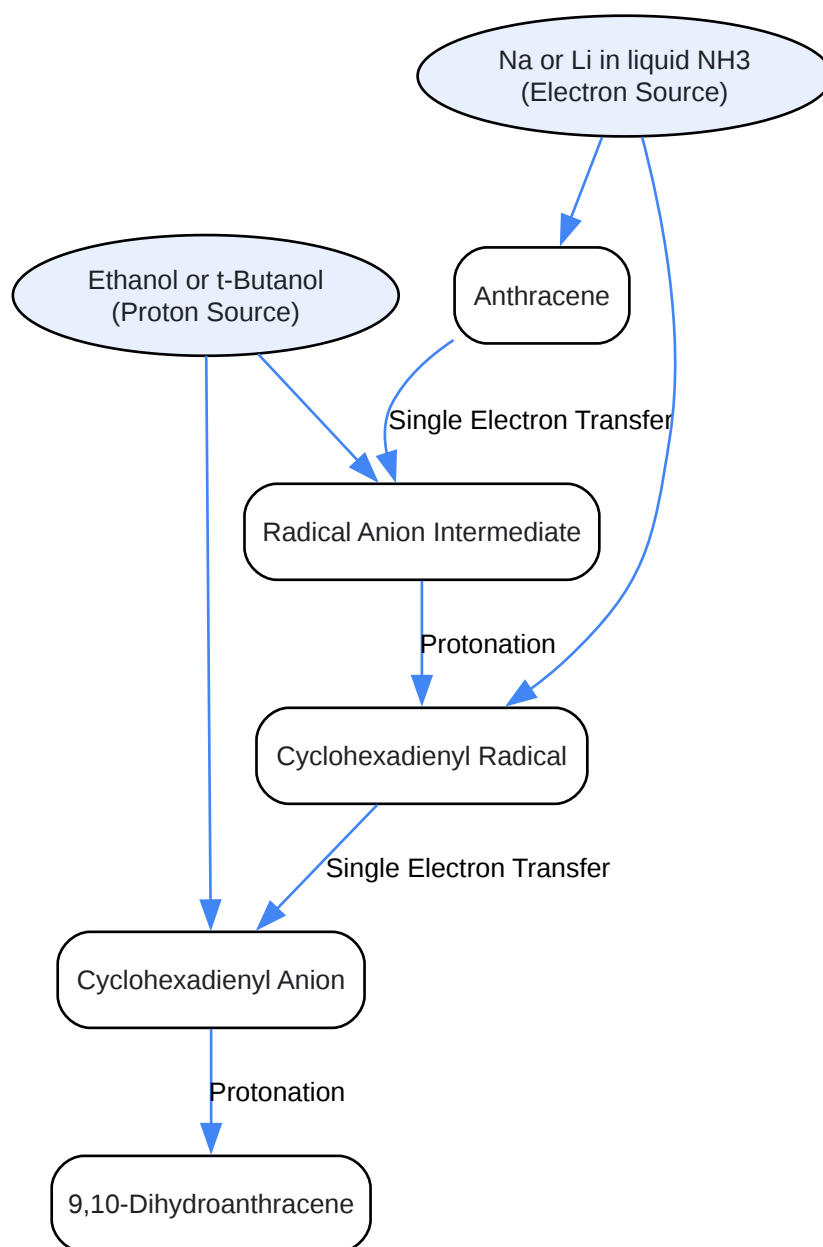 Na or Li in liquid NH3
(Electron Source)
Ethanol or t-Butanol
(Proton Source)
Anthracene
Single Electron Transfer
Radical Anion Intermediate
Protonation
Cyclohexadienyl Radical
Single Electron Transfer
Cyclohexadienyl Anion
Protonation
9,10-Dihydroanthracene